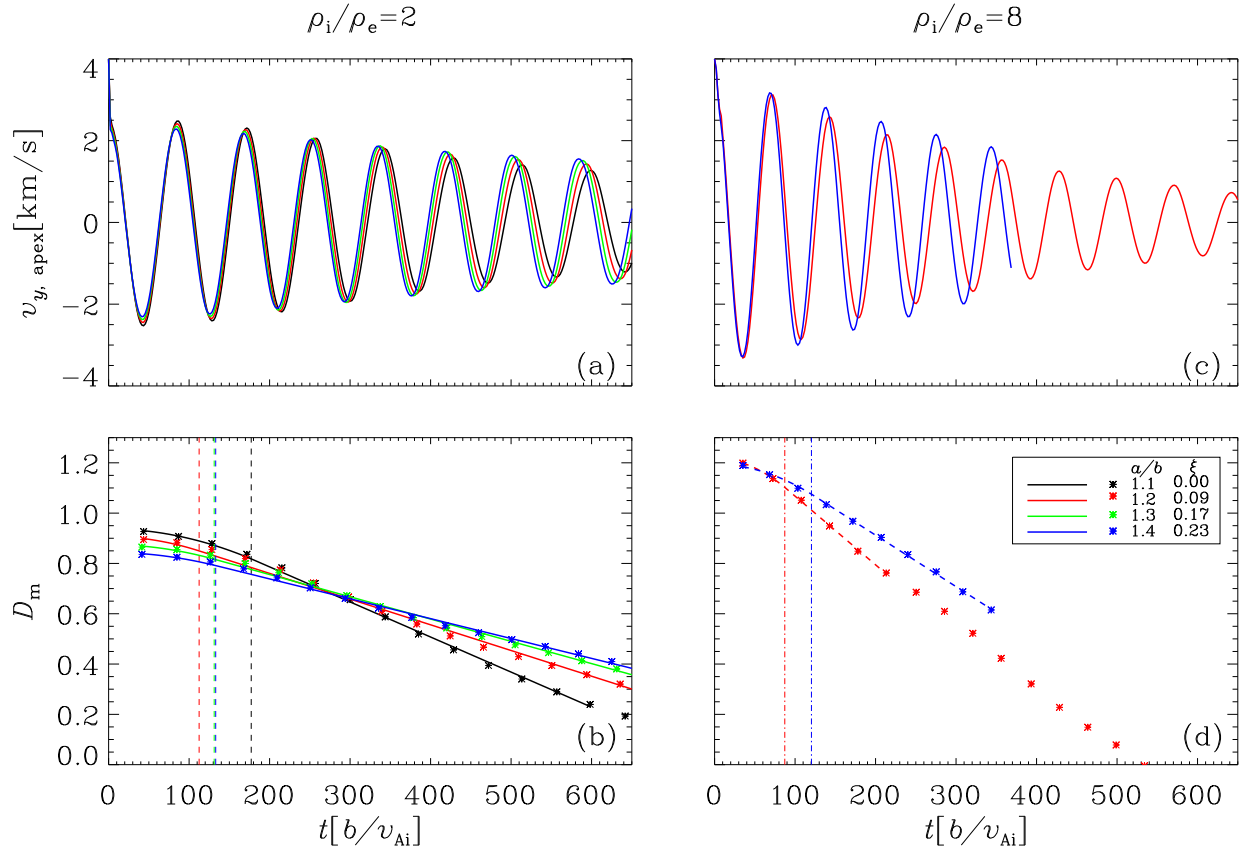 ρi/ρe=2
ρi/ρe=8
4
2
0
−2
−4
vy, apex[km/s]
(a)
(c)
1.2
1.0
0.8
0.6
0.4
0.2
0.0
Dm
(b)
a/b ξ
1.1 0.00
1.2 0.09
1.3 0.17
1.4 0.23
(d)
0 100 200 300 400 500 600
0 100 200 300 400 500 600
t[b/vAi]
t[b/vAi]